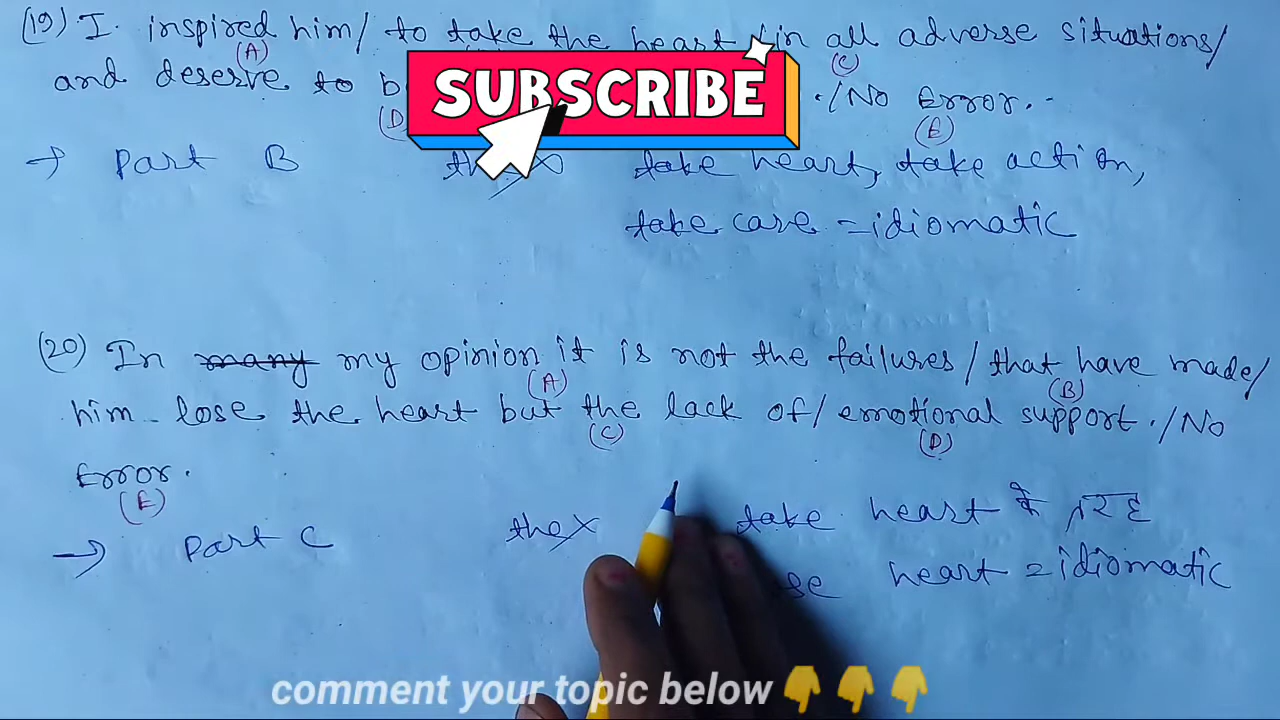 (19) I inspired him/ to take the heart /in all adverse situations/
(A) (C)
and deserve to b ./No Error.
SUBSCRIBE
(D) (E)
→ Part B the× take heart, take action,
take care = idiomatic
(20) In many my opinion it is not the failures/ that have made/
(A) (B)
him lose the heart but the lack of/ emotional support./No
(C) (D)
Error.
(E)
→ Part C the× take heart के तरह
se heart = idiomatic
comment your topic below 👇👇👇